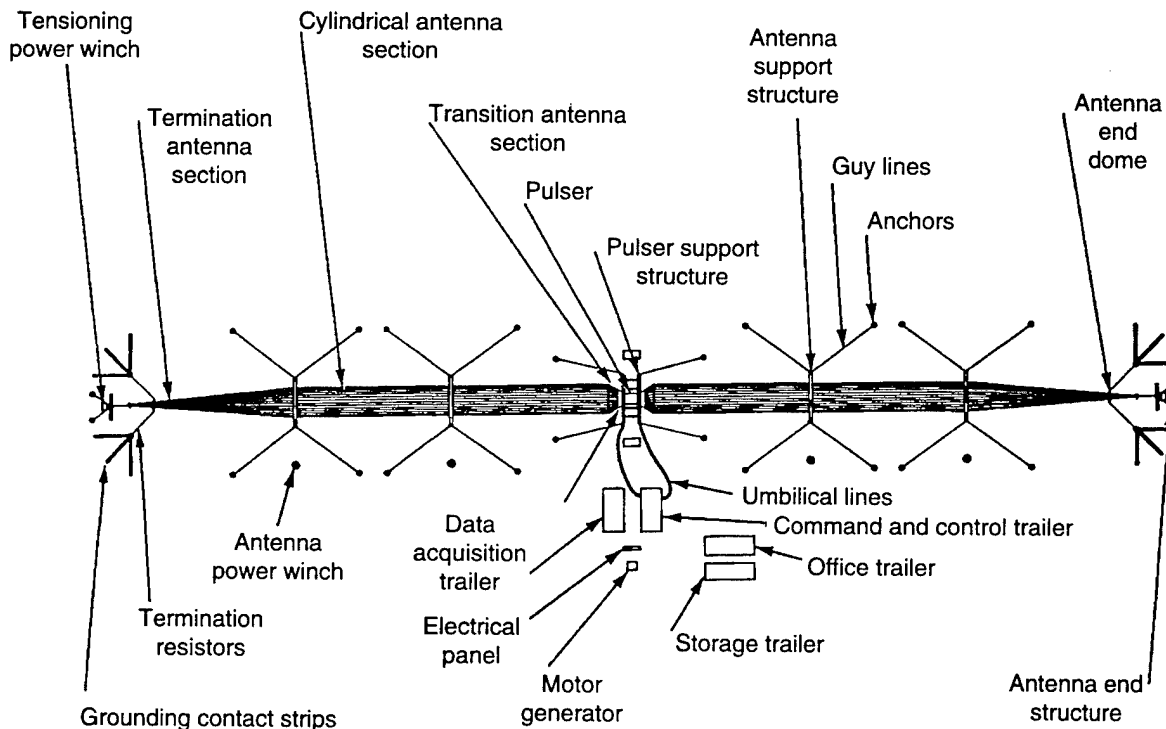 Tensioning
power winch
Cylindrical antenna
section
Antenna
support
structure
Termination
antenna
section
Transition antenna
section
Antenna
end
dome
Guy lines
Pulser
Anchors
Pulser support
structure
Umbilical lines
Data
acquisition
trailer
Command and control trailer
Antenna
power winch
Office trailer
Termination
resistors
Electrical
panel
Storage trailer
Motor
generator
Antenna end
structure
Grounding contact strips